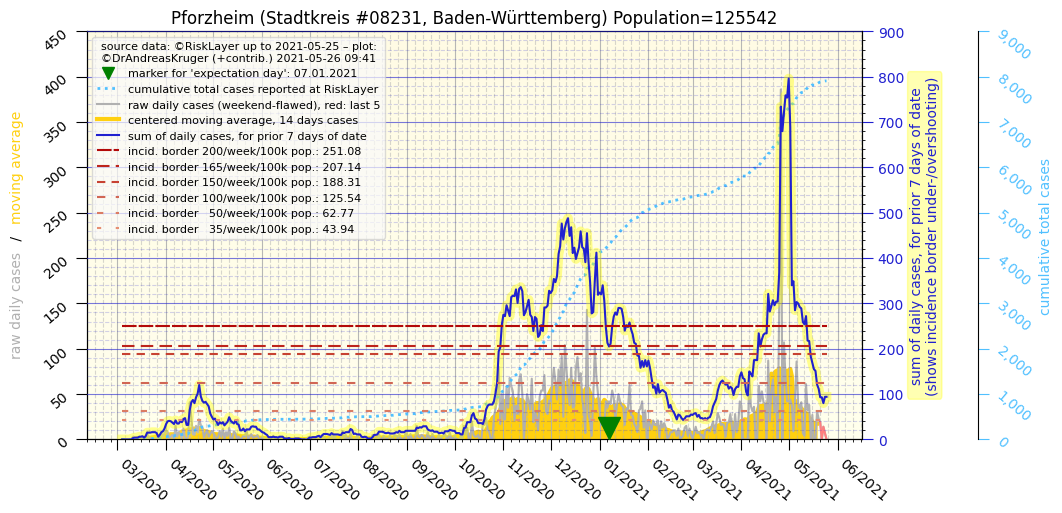 Pforzheim (Stadtkreis #08231, Baden-Württemberg) Population=125542
source data: ©RiskLayer up to 2021-05-25 – plot:
©DrAndreasKruger (+contrib.) 2021-05-26 09:41
marker for 'expectation day': 07.01.2021
cumulative total cases reported at RiskLayer
raw daily cases (weekend-flawed), red: last 5
centered moving average, 14 days cases
sum of daily cases, for prior 7 days of date
incid. border 200/week/100k pop.: 251.08
incid. border 165/week/100k pop.: 207.14
incid. border 150/week/100k pop.: 188.31
incid. border 100/week/100k pop.: 125.54
incid. border 50/week/100k pop.: 62.77
incid. border 35/week/100k pop.: 43.94
raw daily cases / moving average
450
400
350
300
250
200
150
100
50
0
03/2020
04/2020
05/2020
06/2020
07/2020
08/2020
09/2020
10/2020
11/2020
12/2020
01/2021
02/2021
03/2021
04/2021
05/2021
06/2021
900
800
700
600
500
400
300
200
100
0
sum of daily cases, for prior 7 days of date
(shows incidence border under-/overshooting)
9,000
8,000
7,000
6,000
5,000
4,000
3,000
2,000
1,000
0
cumulative total cases